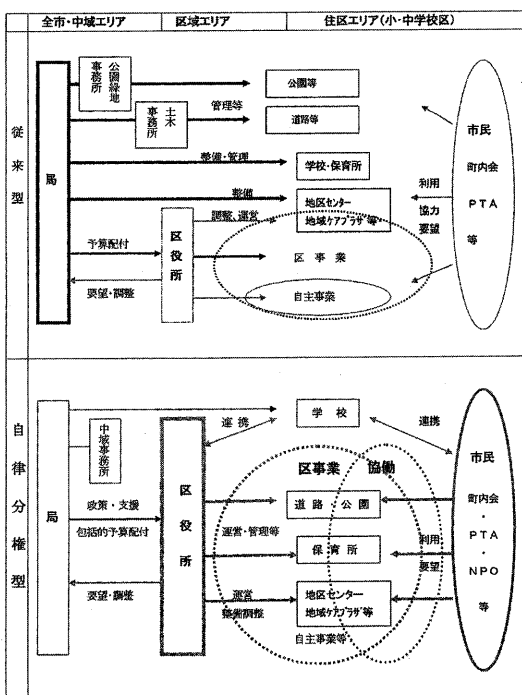 全市・中域エリア
区域エリア
住区エリア(小・中学校区)
従来型
局
公園緑地事務所
土木事務所
管理等
公園等
道路等
整備・管理
学校・保育所
整備
調整、運営
地区センター
地域ケアプラザ等
区役所
予算配付
要望・調整
区事業
自主事業
利用
協力
要望
市民
町内会
PTA
等
自律分権型
局
中域事務所
区役所
連携
学校
連携
区事業
協働
政策・支援
包括的予算配付
要望・調整
道路・公園
運営・管理等
保育所
利用
要望
運営
整備調整
地区センター
地域ケアプラザ等
自主事業等
市民
町内会
・
PTA
・
NPO
等